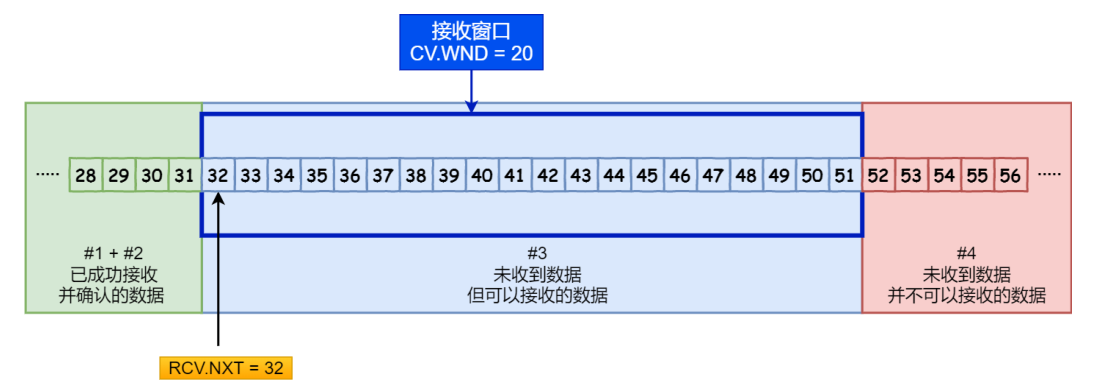 接收窗口
CV.WND = 20
····· 28 29 30 31 32 33 34 35 36 37 38 39 40 41 42 43 44 45 46 47 48 49 50 51 52 53 54 55 56 ·····
#1 + #2
已成功接收
并确认的数据
#3
未收到数据
但可以接收的数据
#4
未收到数据
并不可以接收的数据
RCV.NXT = 32